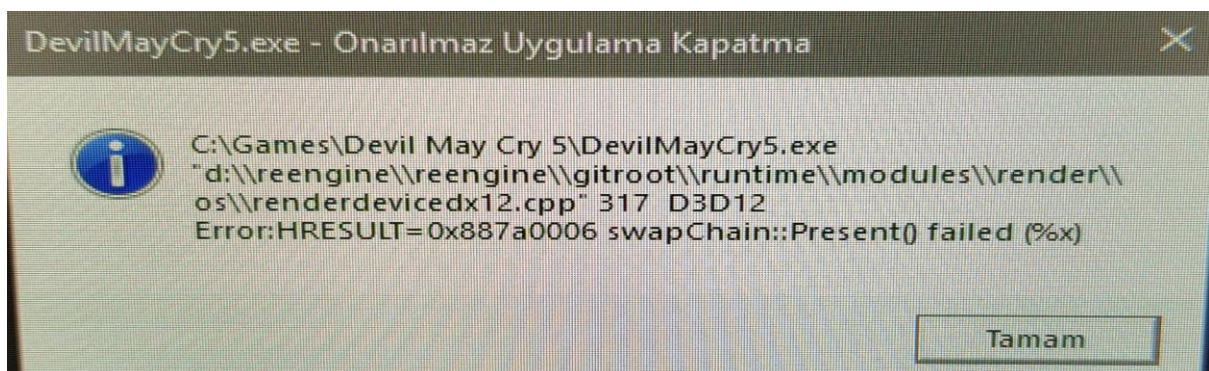 DevilMayCry5.exe - Onarılmaz Uygulama Kapatma
C:\Games\Devil May Cry 5\DevilMayCry5.exe
"d:\\reengine\\reengine\\gitroot\\runtime\\modules\\render\\
os\\renderdevicedx12.cpp" 317 D3D12
Error:HRESULT=0x887a0006 swapChain::Present() failed (%x)
Tamam